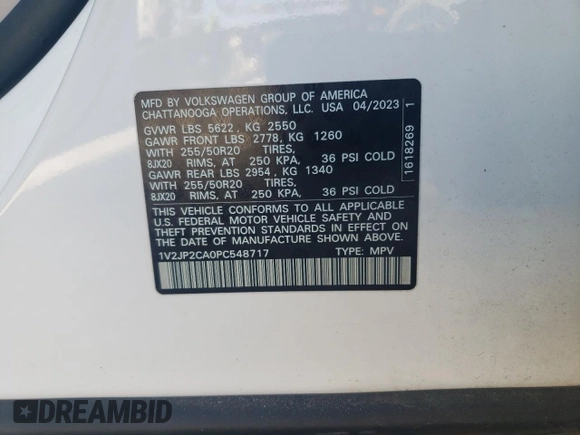 MFD BY VOLKSWAGEN GROUP OF AMERICA
CHATTANOOGA OPERATIONS, LLC. USA 04/2023
GVWR LBS 5622, KG 2550
GAWR FRONT LBS 2778, KG 1260
WITH 255/50R20 TIRES,
8JX20 RIMS, AT 250 KPA, 36 PSI COLD
GAWR REAR LBS 2954, KG 1340
WITH 255/50R20 TIRES,
8JX20 RIMS, AT 250 KPA, 36 PSI COLD
THIS VEHICLE CONFORMS TO ALL APPLICABLE
U.S. FEDERAL MOTOR VEHICLE SAFETY AND
THEFT PREVENTION STANDARDS IN EFFECT ON
DATE OF MANUFACTURE SHOWN ABOVE.
1V2JP2CA0PC548717 TYPE: MPV
1618269 1
DREAMBID